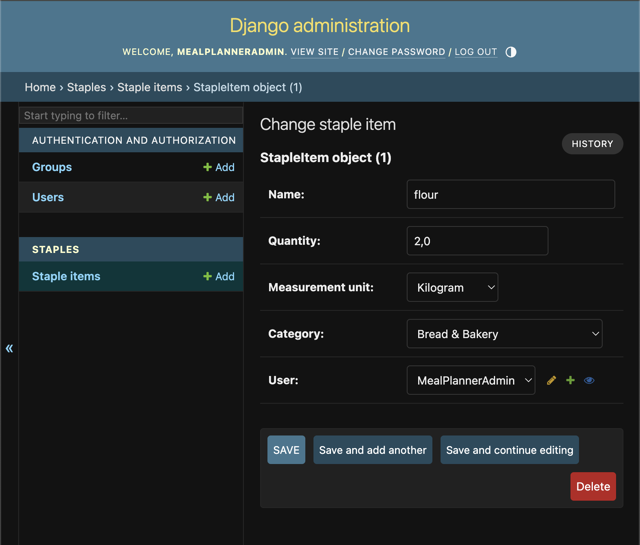 Django administration
WELCOME, MEALPLANNERADMIN. VIEW SITE / CHANGE PASSWORD / LOG OUT
Home › Staples › Staple items › StapleItem object (1)
Start typing to filter...
AUTHENTICATION AND AUTHORIZATION
Groups + Add
Users + Add
STAPLES
Staple items + Add
«
Change staple item
HISTORY
StapleItem object (1)
Name: flour
Quantity: 2,0
Measurement unit: Kilogram
Category: Bread & Bakery
User: MealPlannerAdmin
SAVE Save and add another Save and continue editing
Delete